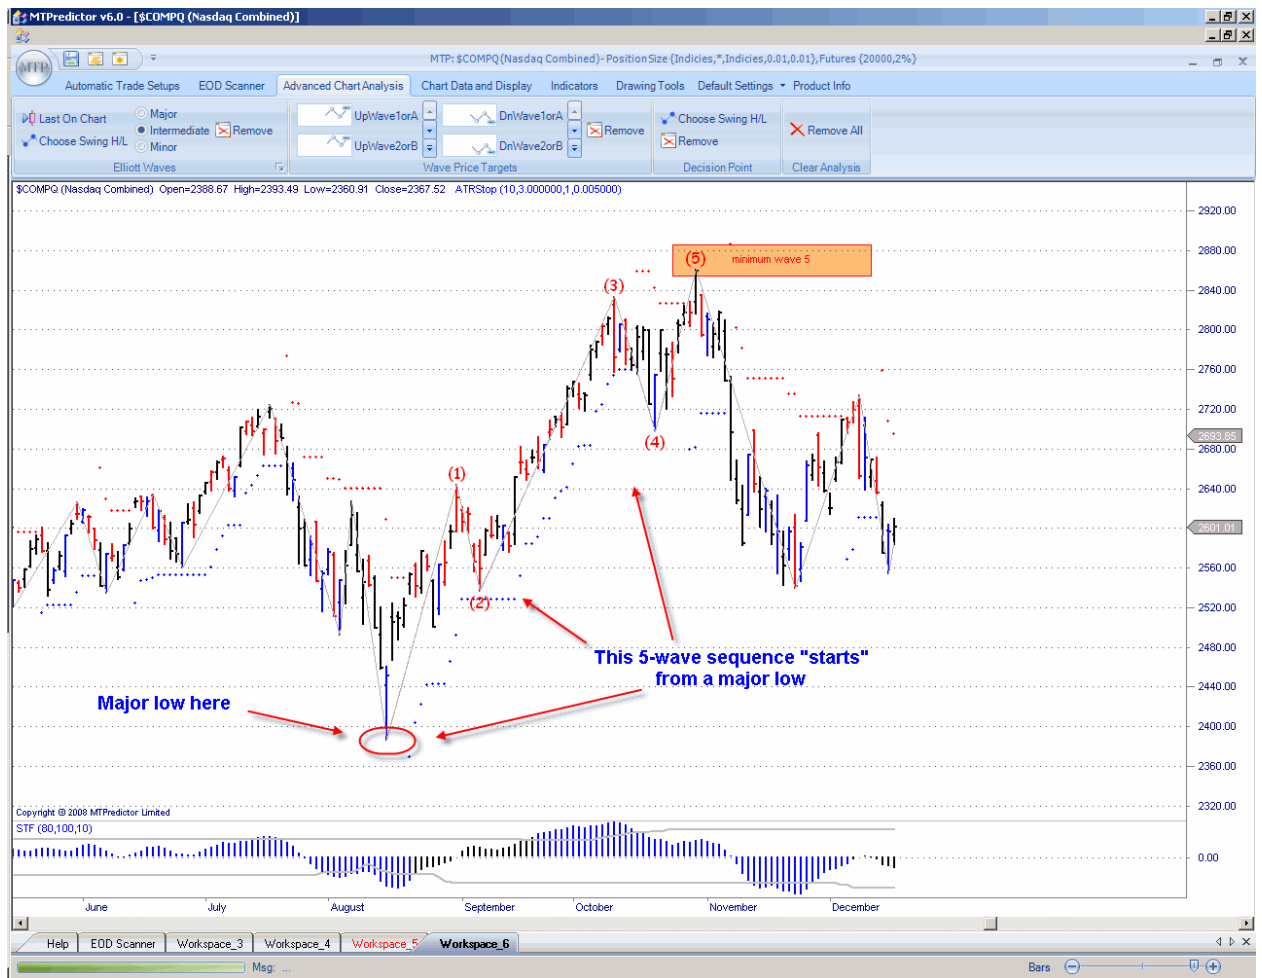 MTPredictor v6.0 - [$COMPQ (Nasdaq Combined)]
MTP
MTP: $COMPQ(Nasdaq Combined)- PositionSize {Indicies,*,Indicies,0.01,0.01},Futures {20000,2%}
Automatic Trade Setups EOD Scanner Advanced Chart Analysis Chart Data and Display Indicators Drawing Tools Default Settings Product Info
Last On Chart
Choose Swing H/L
Major
Intermediate
Minor
Remove
Elliott Waves
UpWave1orA
UpWave2orB
DnWave1orA
DnWave2orB
Remove
Wave Price Targets
Choose Swing H/L
Remove
Decision Point
Remove All
Clear Analysis
$COMPQ (Nasdaq Combined) Open=2388.67 High=2393.49 Low=2360.91 Close=2367.52 ATRStop (10,3.000000,1,0.005000)
2920.00
2880.00
2840.00
2800.00
2760.00
2720.00
2693.85
2680.00
2640.00
2601.01
2560.00
2520.00
2480.00
2440.00
2400.00
2360.00
2320.00
0.00
(5) minimum wave 5
(3)
(4)
(1)
(2)
This 5-wave sequence "starts"
from a major low
Major low here
Copyright © 2008 MTPredictor Limited
STF (80,100,10)
June July August September October November December
Help EOD Scanner Workspace_3 Workspace_4 Workspace_5 Workspace_6
Msg: ...
Bars